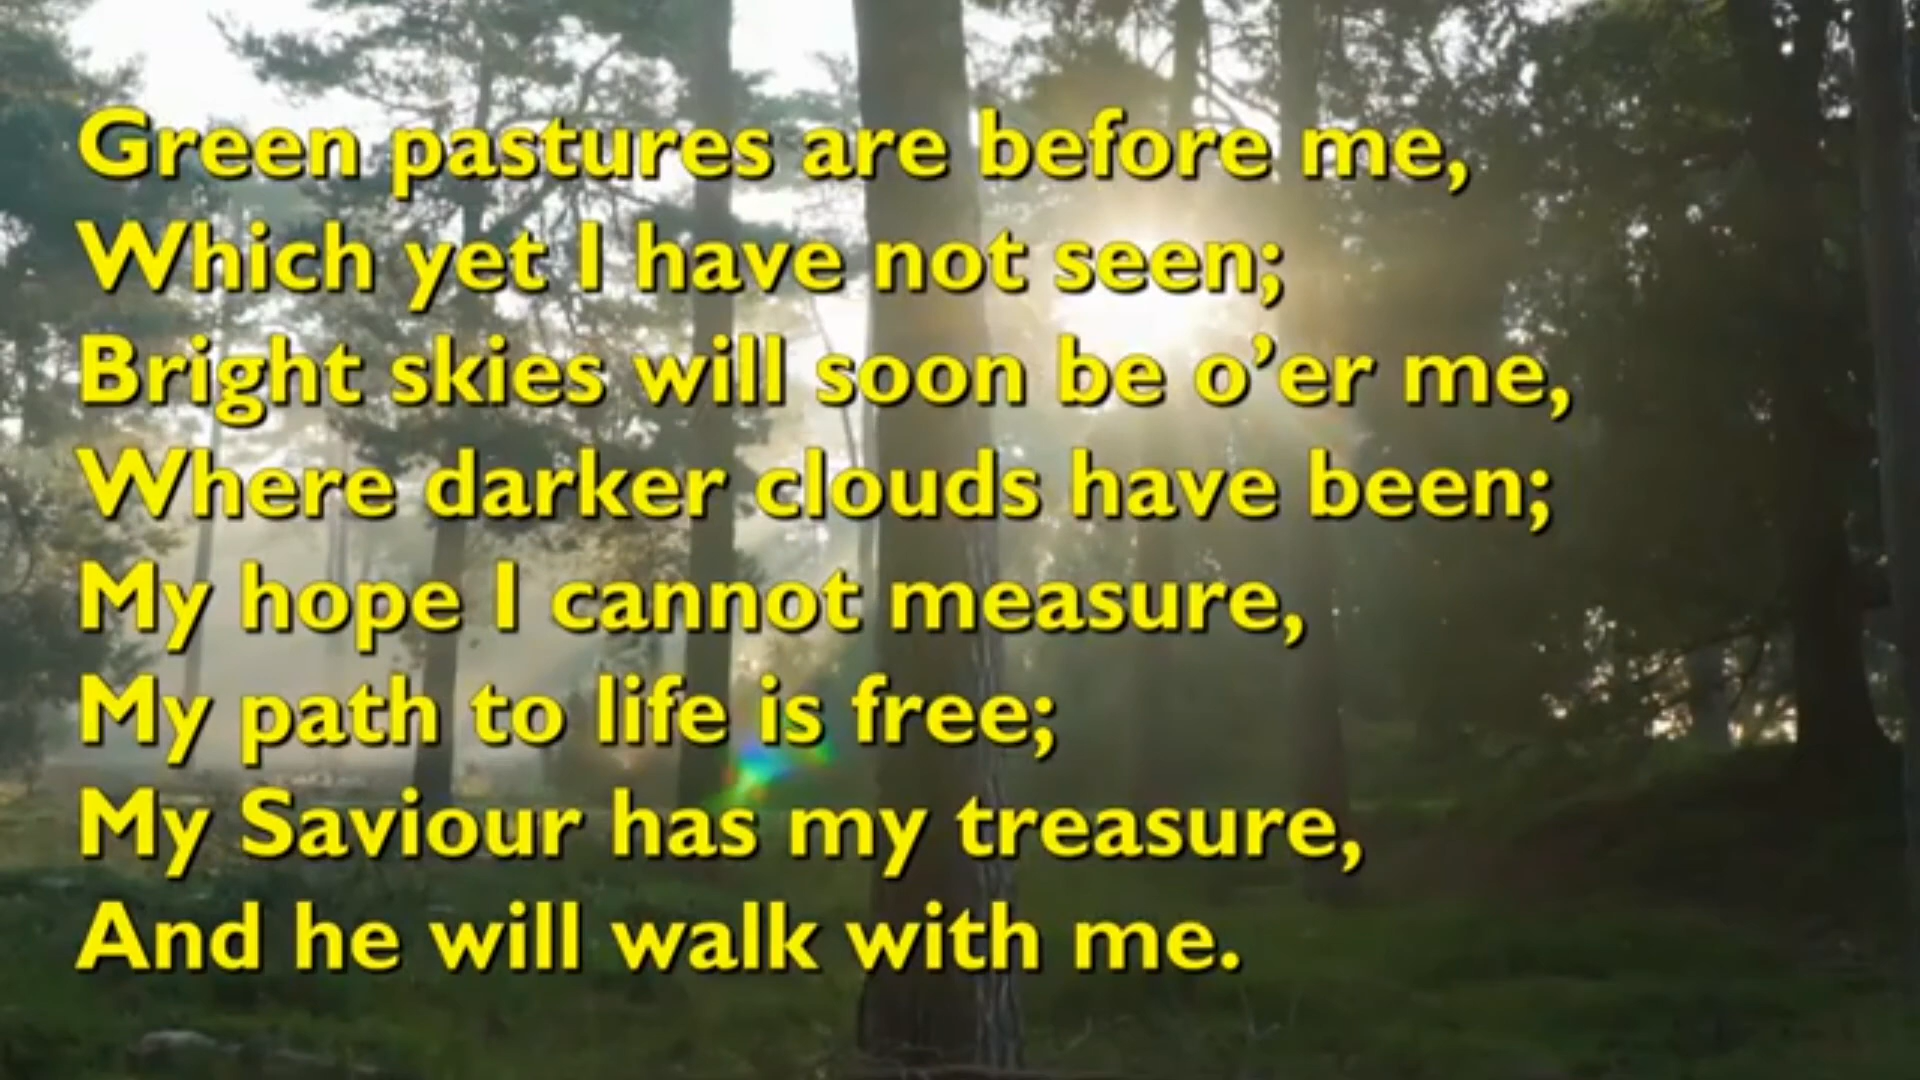 Green pastures are before me,
Which yet I have not seen;
Bright skies will soon be o’er me,
Where darker clouds have been;
My hope I cannot measure,
My path to life is free;
My Saviour has my treasure,
And he will walk with me.